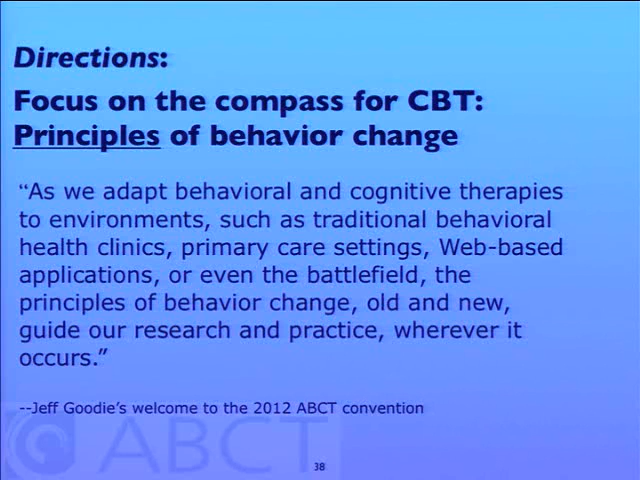 Directions:
Focus on the compass for CBT:
Principles of behavior change
“As we adapt behavioral and cognitive therapies
to environments, such as traditional behavioral
health clinics, primary care settings, Web-based
applications, or even the battlefield, the
principles of behavior change, old and new,
guide our research and practice, wherever it
occurs.”
--Jeff Goodie’s welcome to the 2012 ABCT convention
ABCT
38